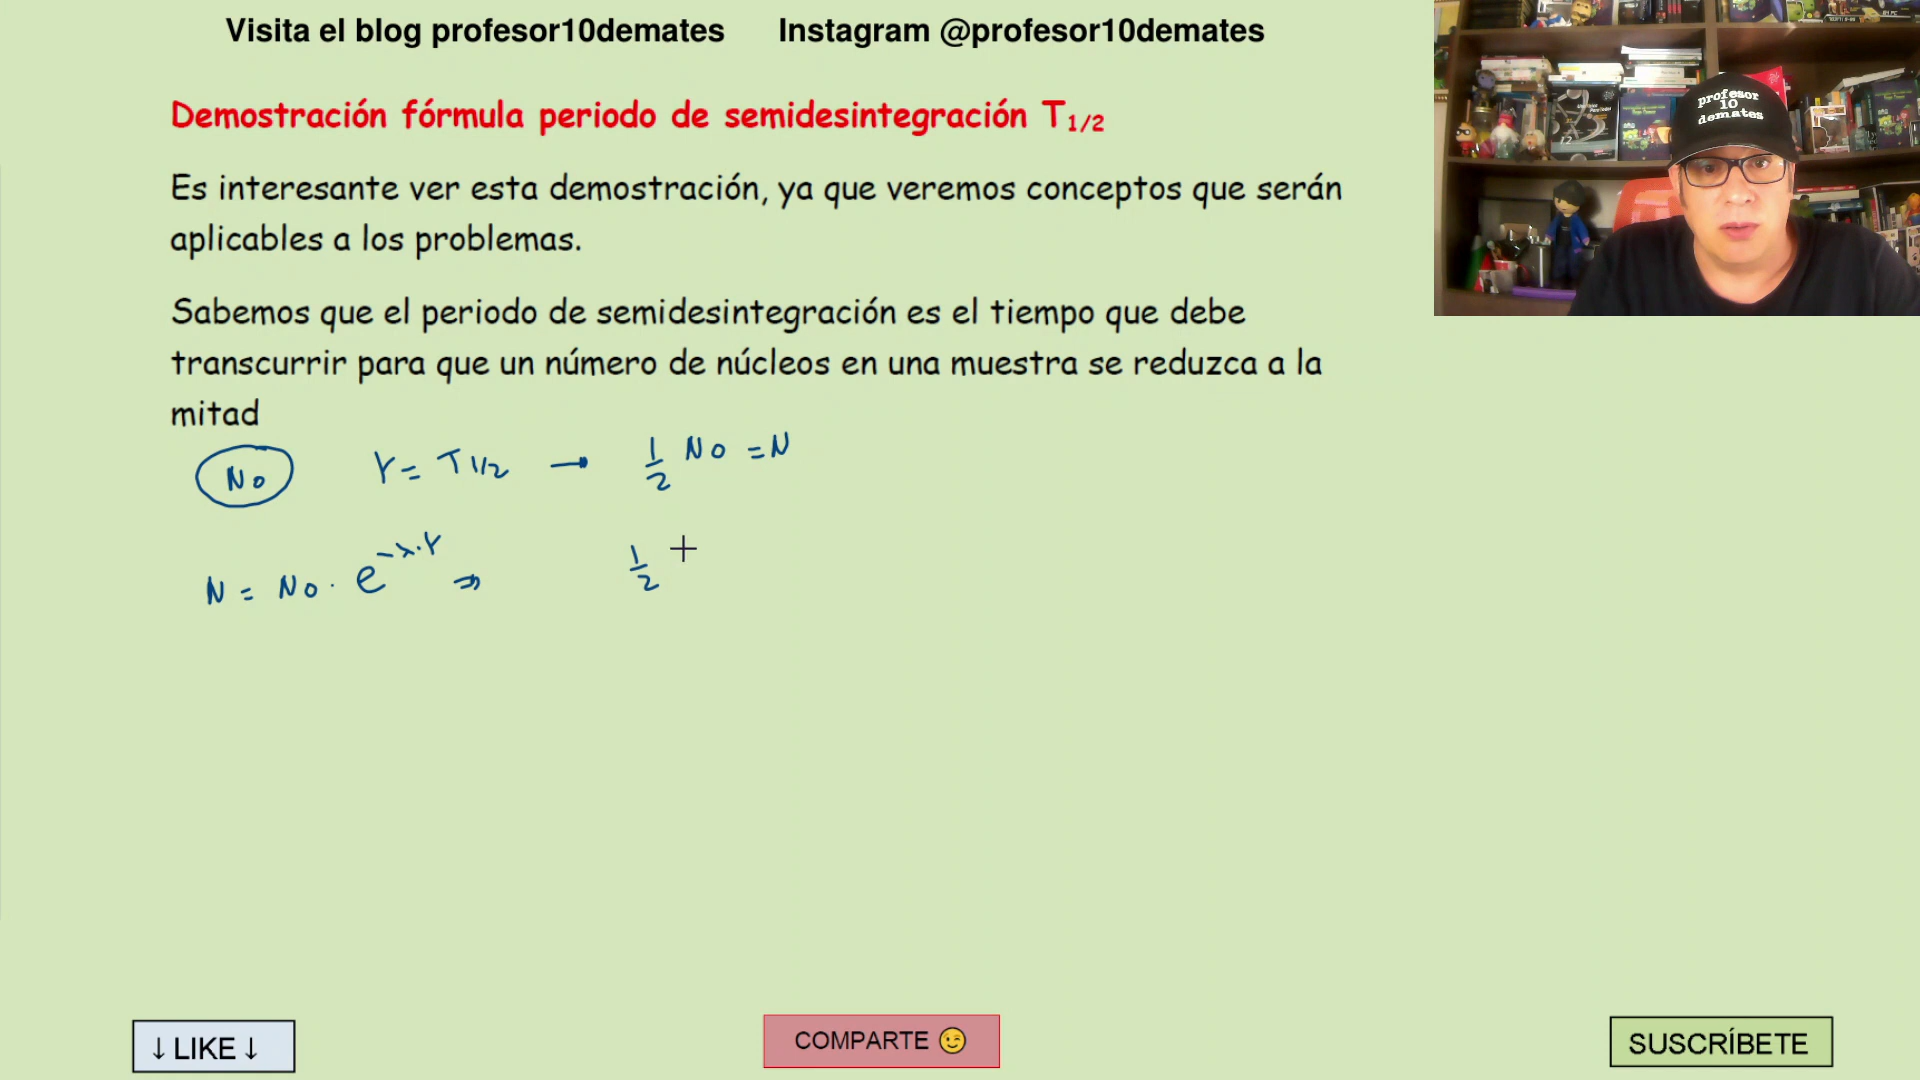 Visita el blog profesor10demates Instagram @profesor10demates
profesor
10
demates
Demostración fórmula periodo de semidesintegración T1/2
Es interesante ver esta demostración, ya que veremos conceptos que serán
aplicables a los problemas.
Sabemos que el periodo de semidesintegración es el tiempo que debe
transcurrir para que un número de núcleos en una muestra se reduzca a la
mitad
No t = T 1/2 → 1/2 No = N
N = No · e^-λ·t ⇒ 1/2
↓ LIKE ↓
COMPARTE 😉
SUSCRÍBETE